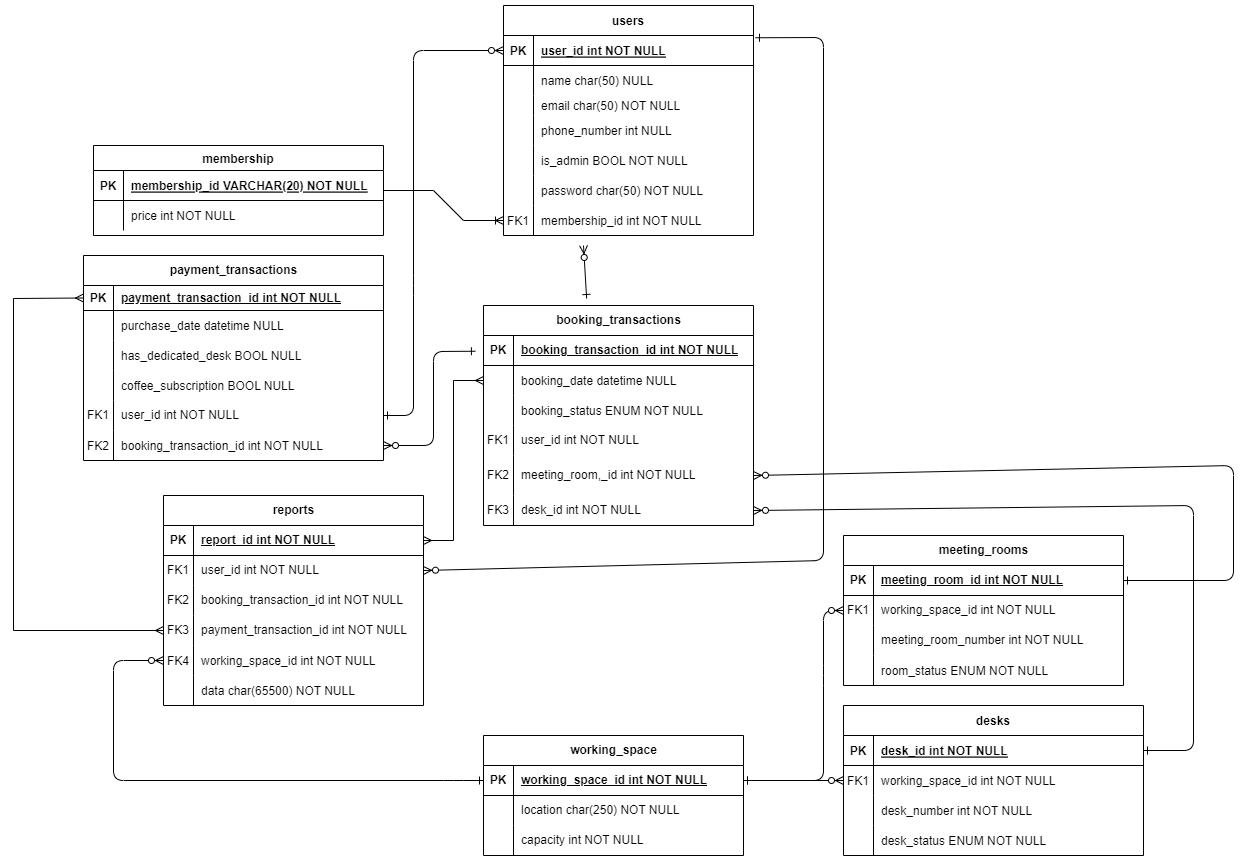 users
PK user_id int NOT NULL
name char(50) NULL
email char(50) NOT NULL
phone_number int NULL
is_admin BOOL NOT NULL
password char(50) NOT NULL
FK1 membership_id int NOT NULL
membership
PK membership_id VARCHAR(20) NOT NULL
price int NOT NULL
payment_transactions
PK payment_transaction_id int NOT NULL
purchase_date datetime NULL
has_dedicated_desk BOOL NULL
coffee_subscription BOOL NULL
FK1 user_id int NOT NULL
FK2 booking_transaction_id int NOT NULL
booking_transactions
PK booking_transaction_id int NOT NULL
booking_date datetime NULL
booking_status ENUM NOT NULL
FK1 user_id int NOT NULL
FK2 meeting_room,_id int NOT NULL
FK3 desk_id int NOT NULL
reports
PK report_id int NOT NULL
FK1 user_id int NOT NULL
FK2 booking_transaction_id int NOT NULL
FK3 payment_transaction_id int NOT NULL
FK4 working_space_id int NOT NULL
data char(65500) NOT NULL
meeting_rooms
PK meeting_room_id int NOT NULL
FK1 working_space_id int NOT NULL
meeting_room_number int NOT NULL
room_status ENUM NOT NULL
working_space
PK working_space_id int NOT NULL
location char(250) NOT NULL
capacity int NOT NULL
desks
PK desk_id int NOT NULL
FK1 working_space_id int NOT NULL
desk_number int NOT NULL
desk_status ENUM NOT NULL